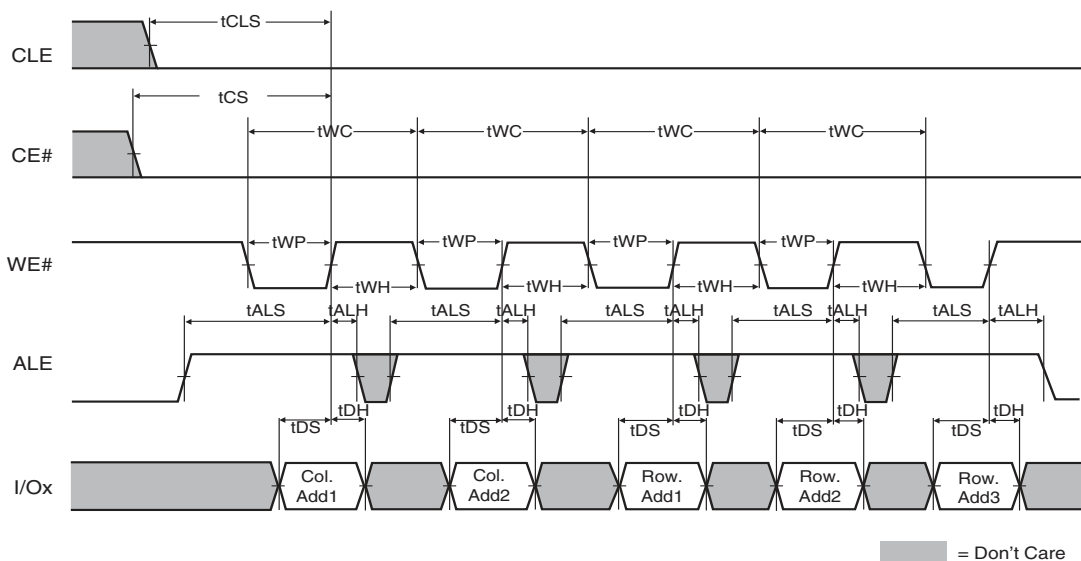 tCLS
CLE
tCS
tWC tWC tWC tWC
CE#
tWP tWP tWP tWP
WE#
tWH tWH tWH tWH
tALS tALH tALS tALH tALS tALH tALS tALH tALS tALH
ALE
tDS tDH tDS tDH tDS tDH tDS tDH tDS tDH
I/Ox
Col. Add1
Col. Add2
Row. Add1
Row. Add2
Row. Add3
= Don't Care